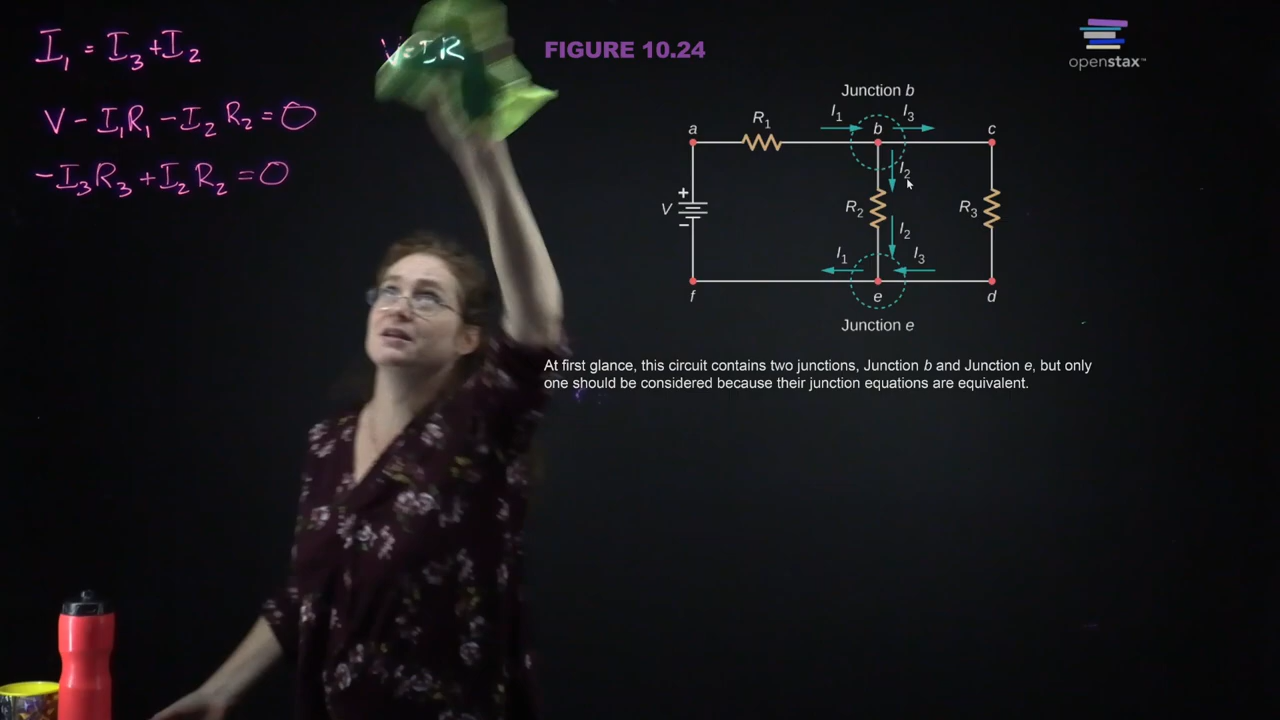 I₁ = I₃ + I₂
V - I₁R₁ - I₂R₂ = 0
-I₃R₃ + I₂R₂ = 0
V=IR
FIGURE 10.24
openstax™
Junction b
I₁ I₃
a R₁ b c
I₂
+
V R₂ R₃
−
I₂
I₁ I₃
f e d
Junction e
At first glance, this circuit contains two junctions, Junction b and Junction e, but only
one should be considered because their junction equations are equivalent.